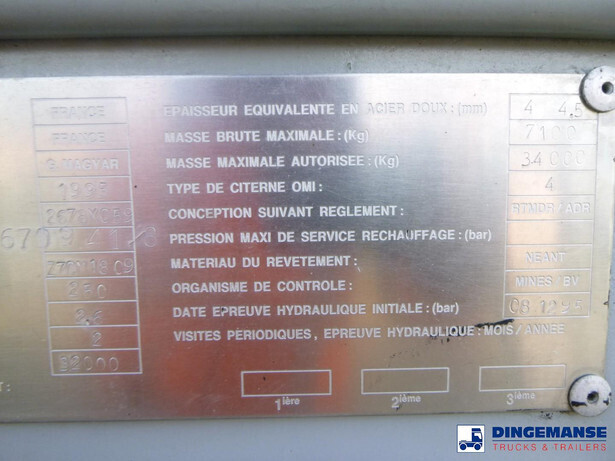 FRANCE EPAISSEUR EQUIVALENTE EN ACIER DOUX : (mm) 4 4.5
FRANCE MASSE BRUTE MAXIMALE : (Kg) 7100
G. MAGYAR MASSE MAXIMALE AUTORISEE : (Kg) 34000
TYPE DE CITERNE OMI : 4
CONCEPTION SUIVANT REGLEMENT : RTMDR/ADR
PRESSION MAXI DE SERVICE RECHAUFFAGE : (bar)
MATERIAU DU REVETEMENT : NEANT
ORGANISME DE CONTROLE : MINES BV
DATE EPREUVE HYDRAULIQUE INITIALE : (bar)
2 VISITES PERIODIQUES, EPREUVE HYDRAULIQUE : MOIS / ANNEE
32000
1ière 2ième 3ième
DINGEMANSE
TRUCKS & TRAILERS